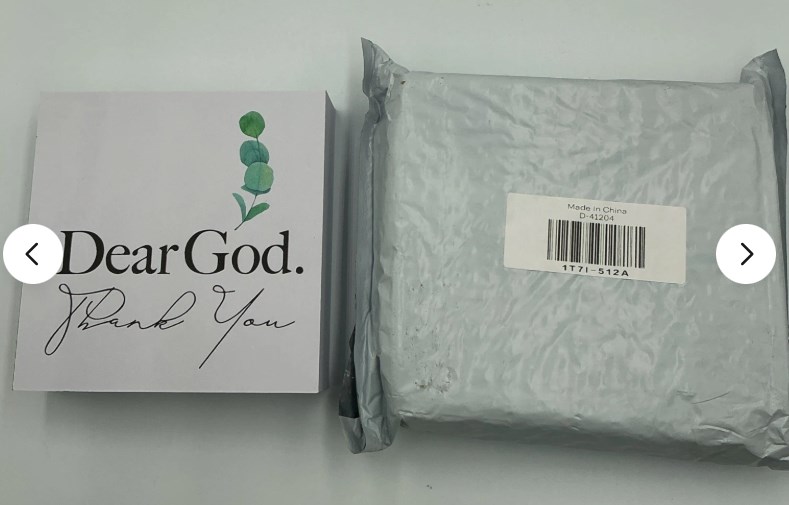 Dear God.
Thank You
Made in China
D-41204
1T7I-512A